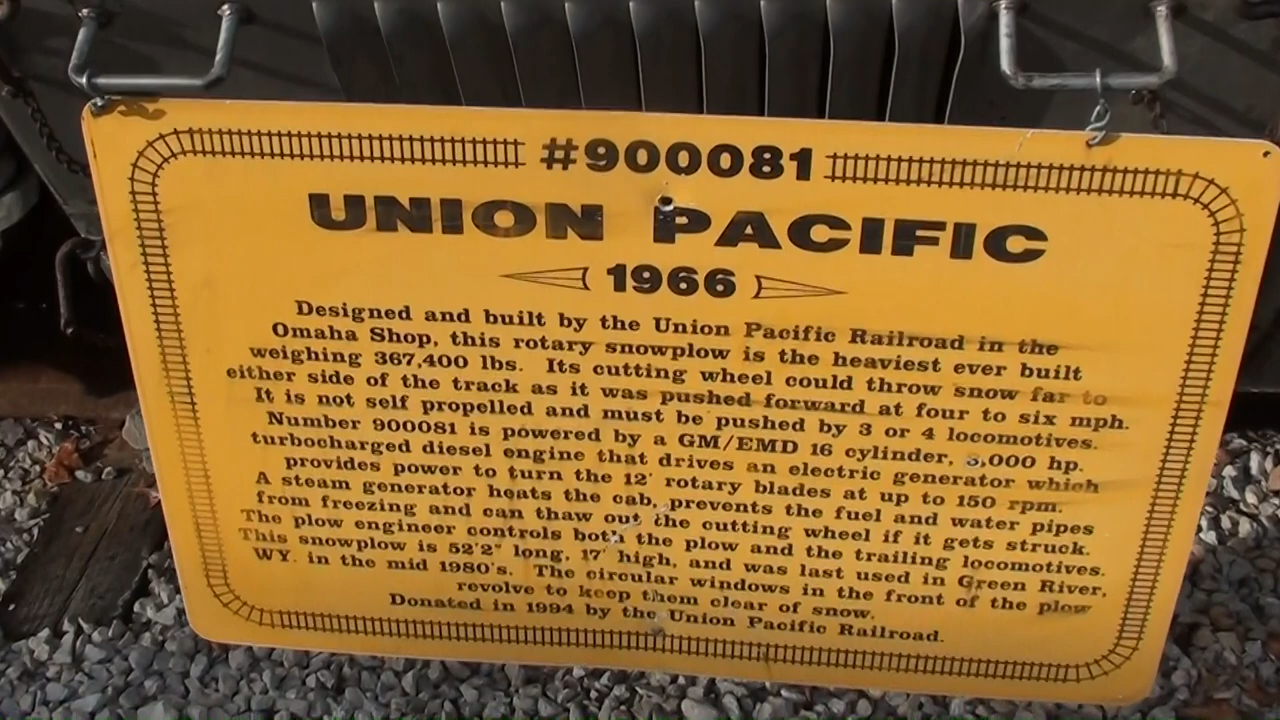 #900081
UNION PACIFIC
1966
Designed and built by the Union Pacific Railroad in the
Omaha Shop, this rotary snowplow is the heaviest ever built
weighing 367,400 lbs. Its cutting wheel could throw snow far to
either side of the track as it was pushed forward at four to six mph.
It is not self propelled and must be pushed by 3 or 4 locomotives.
Number 900081 is powered by a GM/EMD 16 cylinder, 3,000 hp.
turbocharged diesel engine that drives an electric generator which
provides power to turn the 12' rotary blades at up to 150 rpm.
A steam generator heats the cab, prevents the fuel and water pipes
from freezing and can thaw out the cutting wheel if it gets struck.
The plow engineer controls both the plow and the trailing locomotives.
This snowplow is 52'2" long, 17' high, and was last used in Green River,
WY. in the mid 1980's. The circular windows in the front of the plow
revolve to keep them clear of snow.
Donated in 1994 by the Union Pacific Railroad.